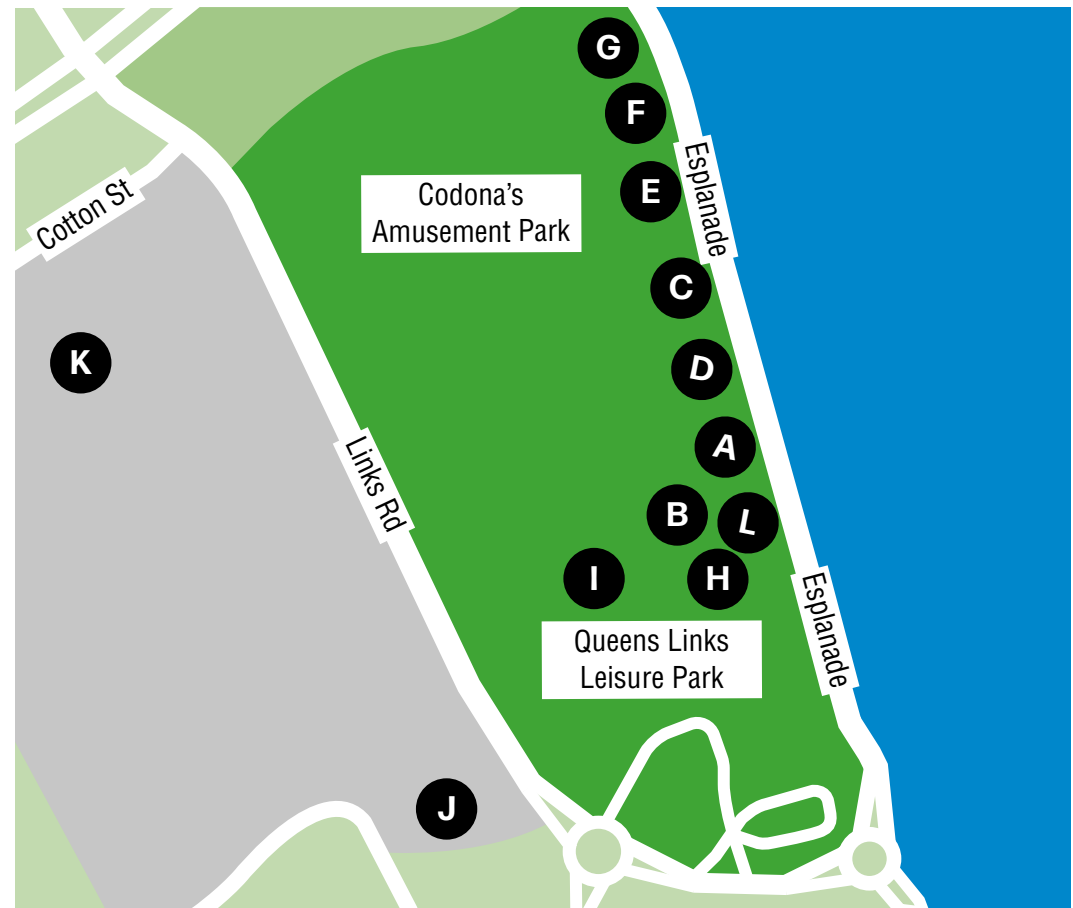 G
F
Esplanade
E
Codona’s
Amusement Park
Cotton St
C
K
D
A
Links Rd
B
L
I
H
Esplanade
Queens Links
Leisure Park
J